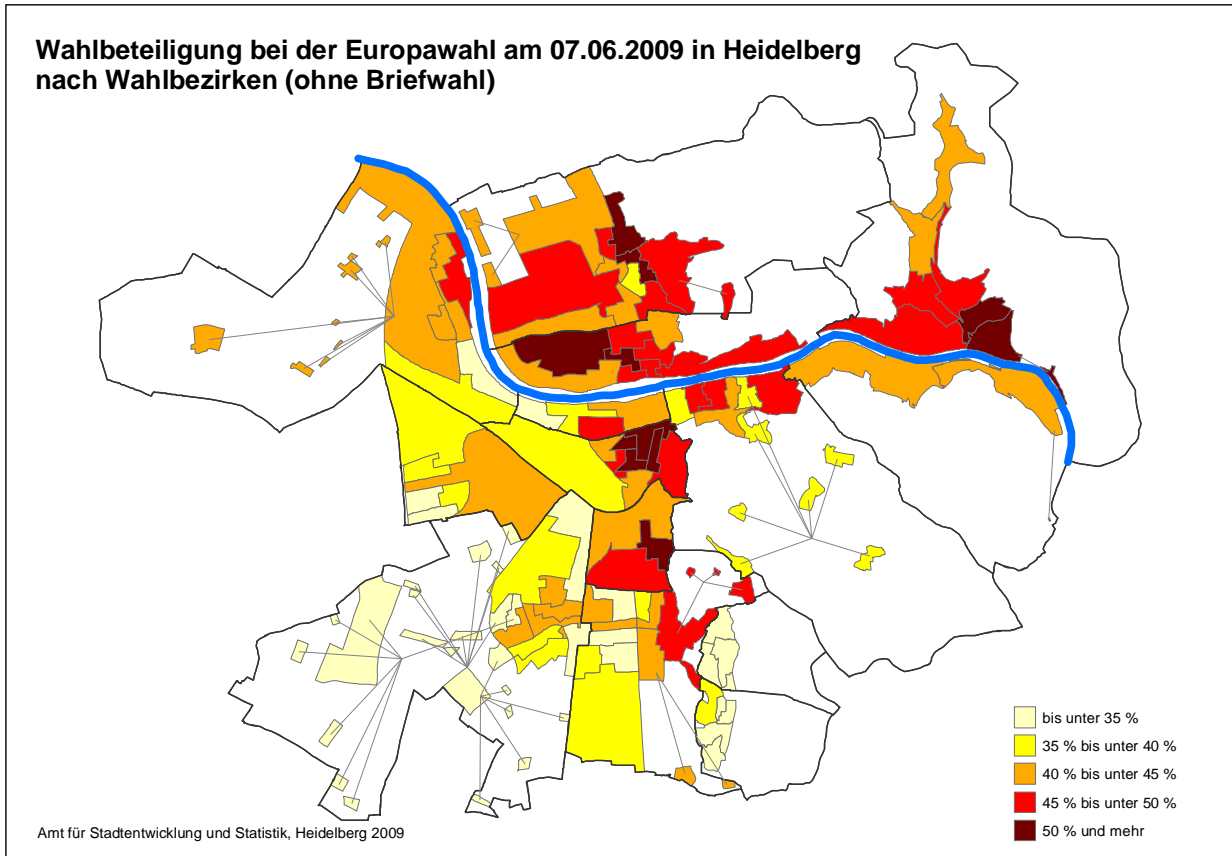 Wahlbeteiligung bei der Europawahl am 07.06.2009 in Heidelberg
nach Wahlbezirken (ohne Briefwahl)
bis unter 35 %
35 % bis unter 40 %
40 % bis unter 45 %
45 % bis unter 50 %
50 % und mehr
Amt für Stadtentwicklung und Statistik, Heidelberg 2009